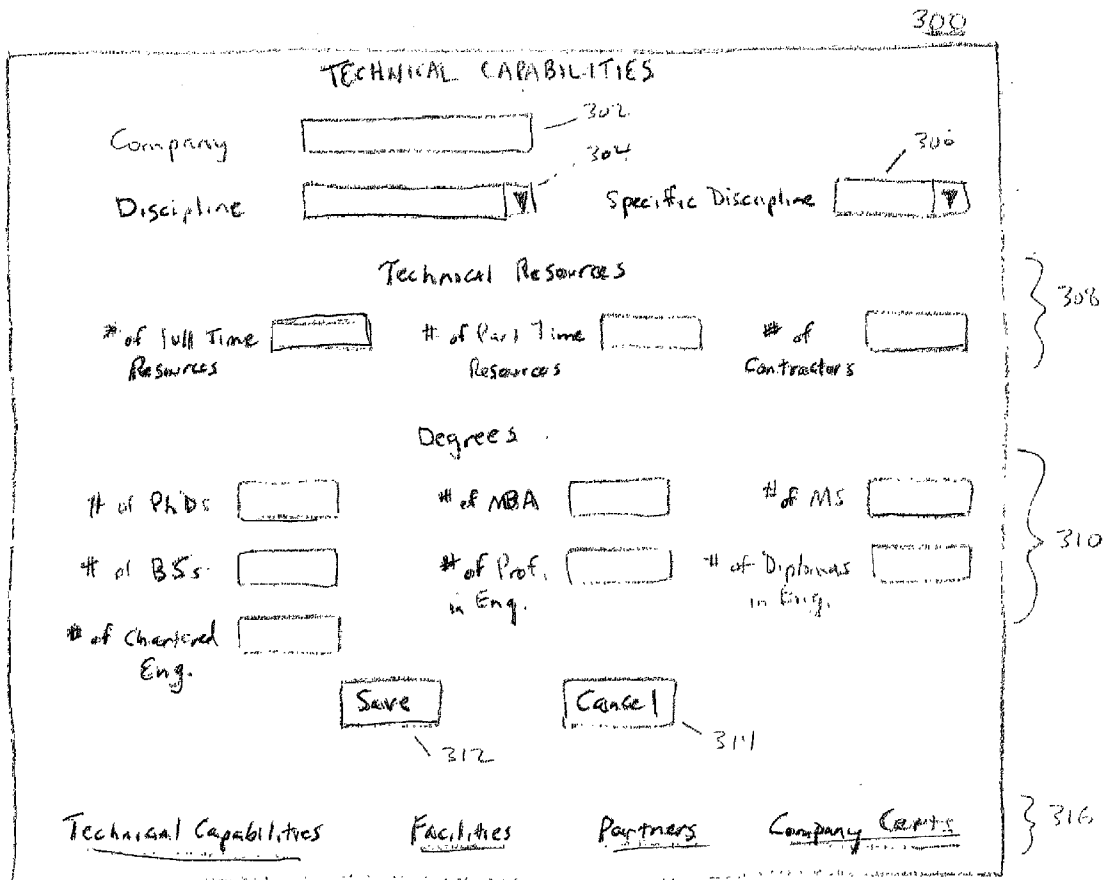 300
TECHNICAL CAPABILITIES
Company 302
Discipline 304 Specific Discipline 306
Technical Resources
# of Full Time Resources # of Part Time Resources # of Contractors 308
Degrees
# of PhDs # of MBA # of MS
310
# of BSs # of Prof. in Eng. # of Diplomas in Eng.
# of Chartered Eng.
Save Cancel
312 314
Technical Capabilities Facilities Partners Company Certs 316